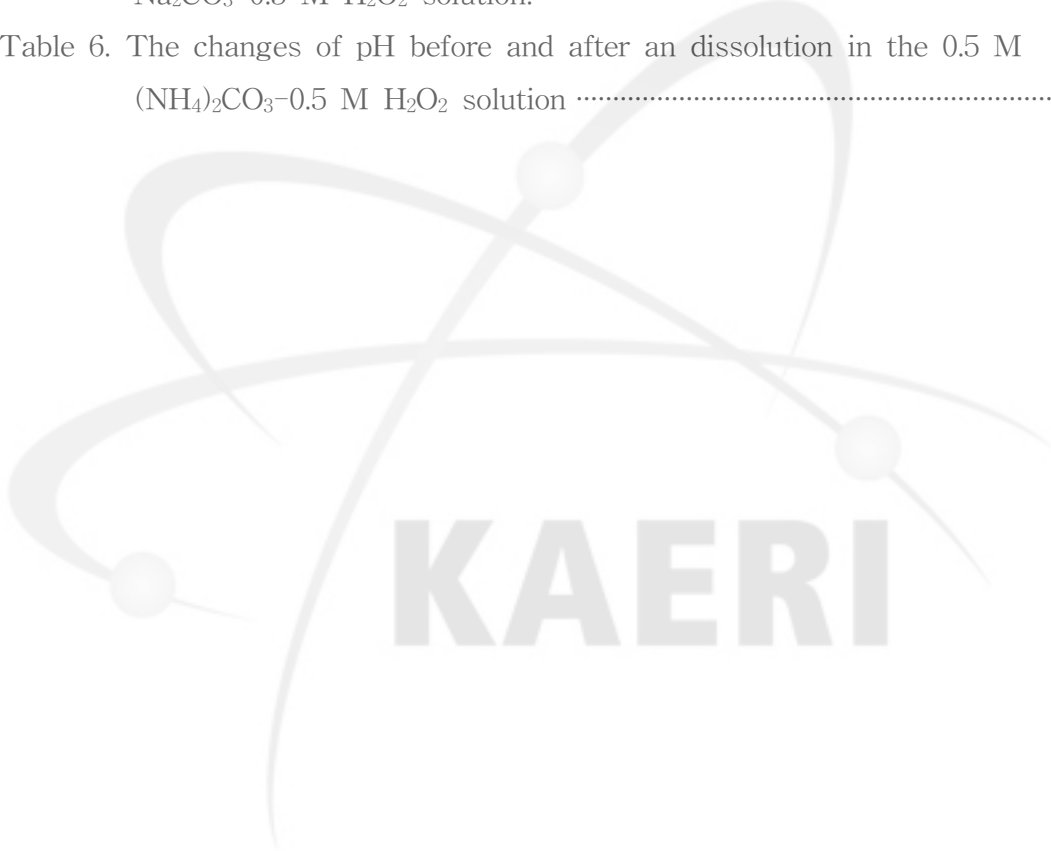 Na₂CO₃-0.5 M H₂O₂ solution.
Table 6. The changes of pH before and after an dissolution in the 0.5 M
(NH₄)₂CO₃-0.5 M H₂O₂ solution ································································
KAERI